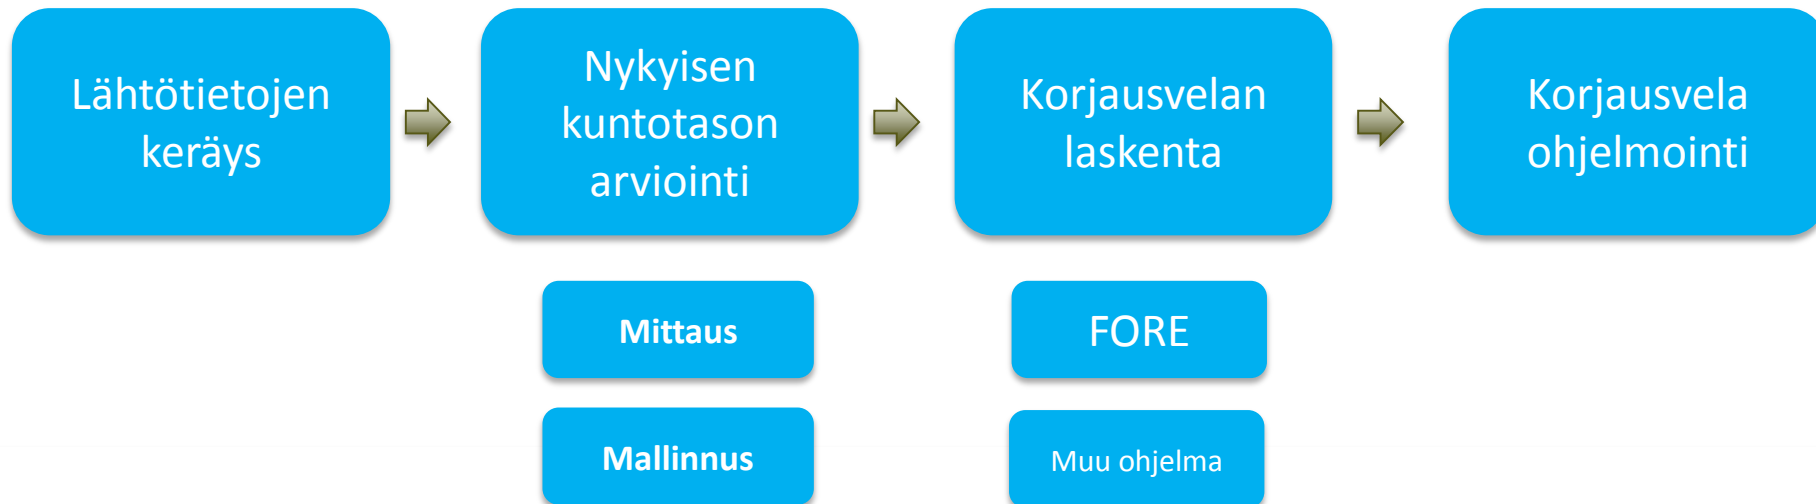 Lähtötietojen
keräys
Nykyisen
kuntotason
arviointi
Korjausvelan
laskenta
Korjausvela
ohjelmointi
Mittaus
FORE
Mallinnus
Muu ohjelma